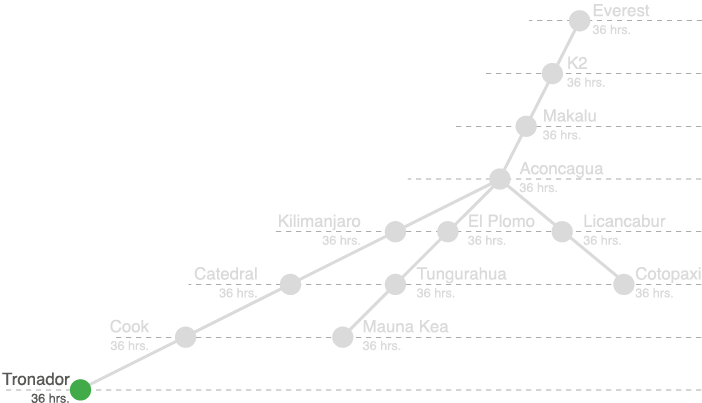 Everest
36 hrs.
K2
36 hrs.
Makalu
36 hrs.
Aconcagua
36 hrs.
Kilimanjaro
36 hrs.
El Plomo
36 hrs.
Licancabur
36 hrs.
Catedral
36 hrs.
Tungurahua
36 hrs.
Cotopaxi
36 hrs.
Cook
36 hrs.
Mauna Kea
36 hrs.
Tronador
36 hrs.